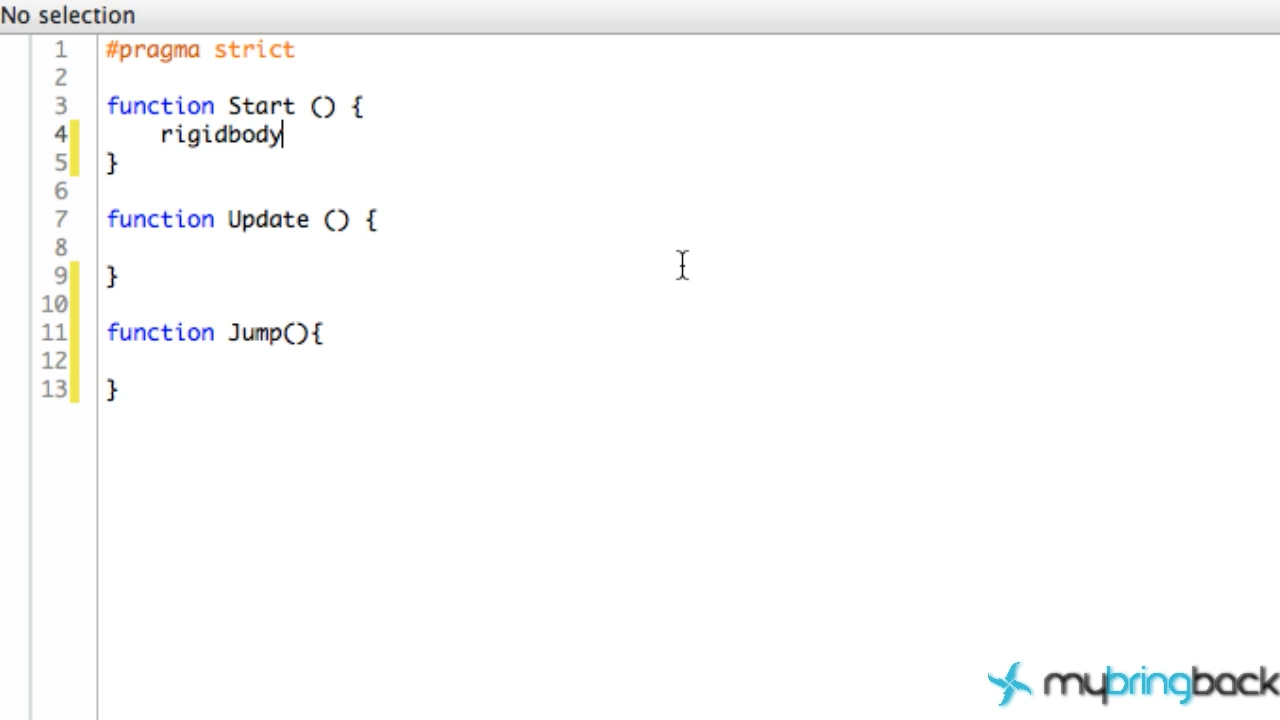 No selection
1 #pragma strict
2
3 function Start () {
4     rigidbody
5 }
6
7 function Update () {
8
9 }
10
11 function Jump(){
12
13 }
mybringback